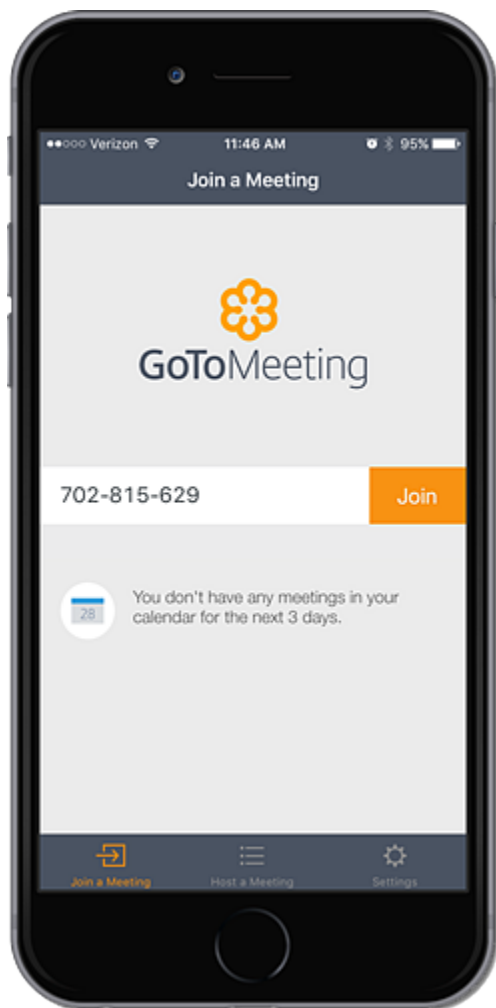 Verizon 11:46 AM 95%
Join a Meeting
GoToMeeting
702-815-629 Join
28 You don't have any meetings in your
calendar for the next 3 days.
Join a Meeting Host a Meeting Settings